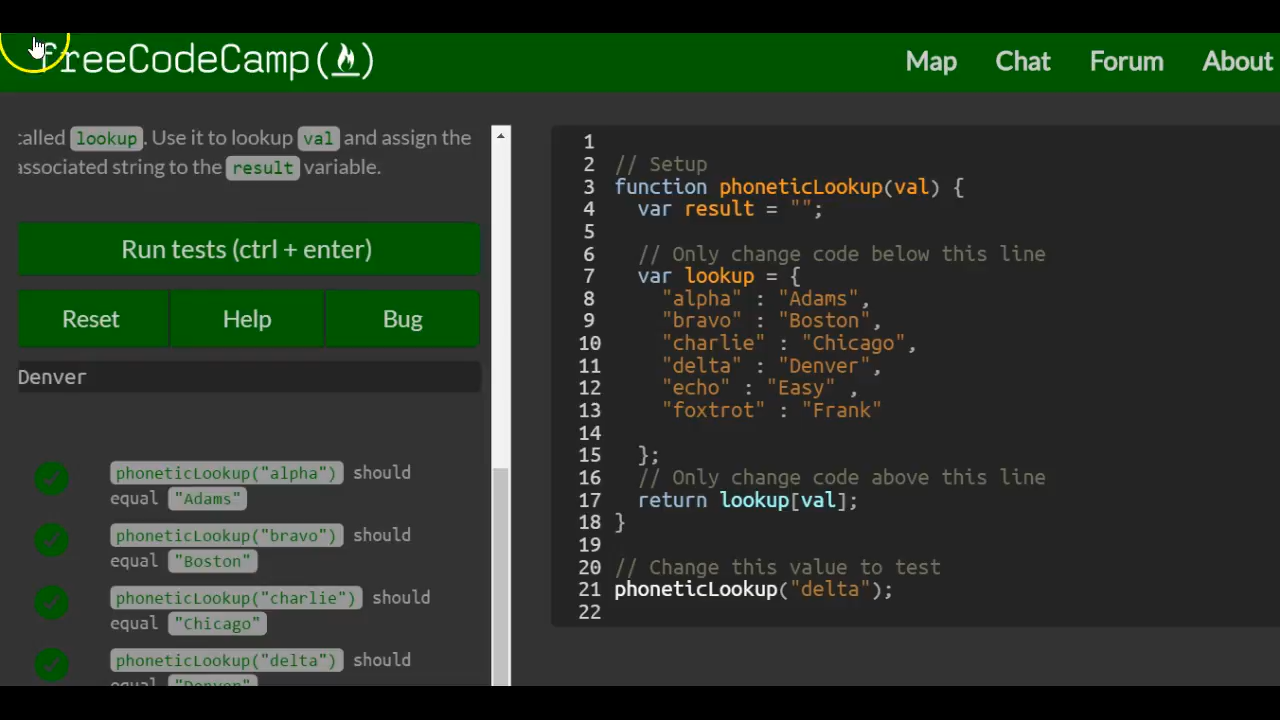 freeCodeCamp
Map Chat Forum About
called lookup. Use it to lookup val and assign the
associated string to the result variable.
Run tests (ctrl + enter)
Reset Help Bug
Denver
phoneticLookup("alpha") should
equal "Adams"
phoneticLookup("bravo") should
equal "Boston"
phoneticLookup("charlie") should
equal "Chicago"
phoneticLookup("delta") should
equal "Denver"
1
2 // Setup
3 function phoneticLookup(val) {
4 var result = "";
5
6 // Only change code below this line
7 var lookup = {
8 "alpha" : "Adams",
9 "bravo" : "Boston",
10 "charlie" : "Chicago",
11 "delta" : "Denver",
12 "echo" : "Easy" ,
13 "foxtrot" : "Frank"
14
15 };
16 // Only change code above this line
17 return lookup[val];
18 }
19
20 // Change this value to test
21 phoneticLookup("delta");
22